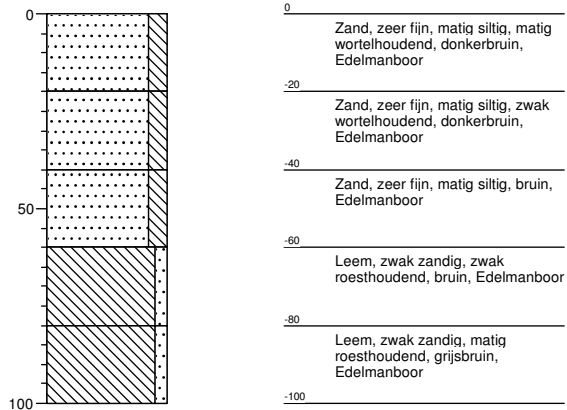 0
50
100
0
Zand, zeer fijn, matig siltig, matig
wortelhoudend, donkerbruin,
Edelmanboor
-20
Zand, zeer fijn, matig siltig, zwak
wortelhoudend, donkerbruin,
Edelmanboor
-40
Zand, zeer fijn, matig siltig, bruin,
Edelmanboor
-60
Leem, zwak zandig, zwak
roesthoudend, bruin, Edelmanboor
-80
Leem, zwak zandig, matig
roesthoudend, grijsbruin,
Edelmanboor
-100